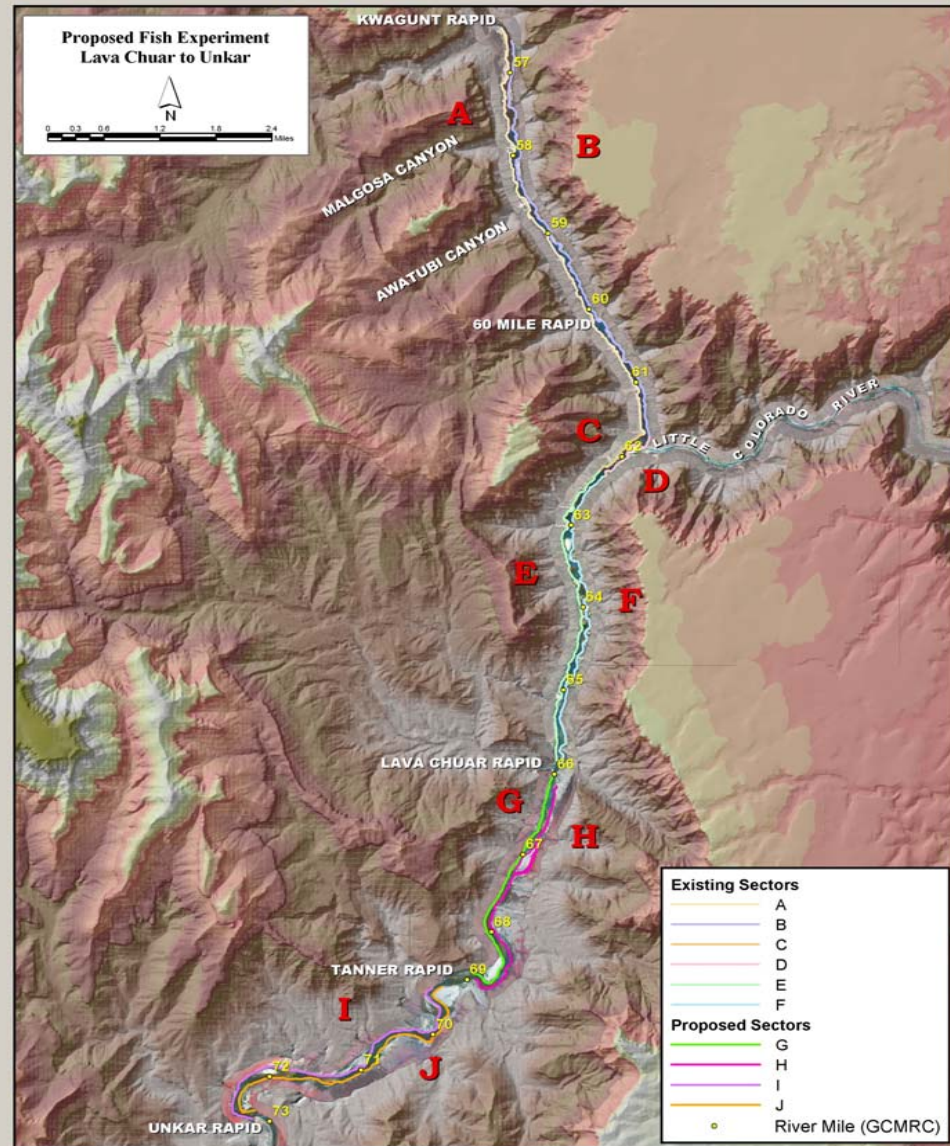 Proposed Fish Experiment
Lava Chuar to Unkar
N
0 0.3 0.6 1.2 1.8 2.4
Miles
KWAGUNT RAPID
57
A
B
58
MALGOSA CANYON
59
AWATUBI CANYON
60
60 MILE RAPID
61
C
62
LITTLE COLORADO RIVER
D
63
E
64
F
65
LAVA CHUAR RAPID
66
G
H
67
68
TANNER RAPID
69
I
70
J
71
72
73
UNKAR RAPID
Existing Sectors
A
B
C
D
E
F
Proposed Sectors
G
H
I
J
River Mile (GCMRC)